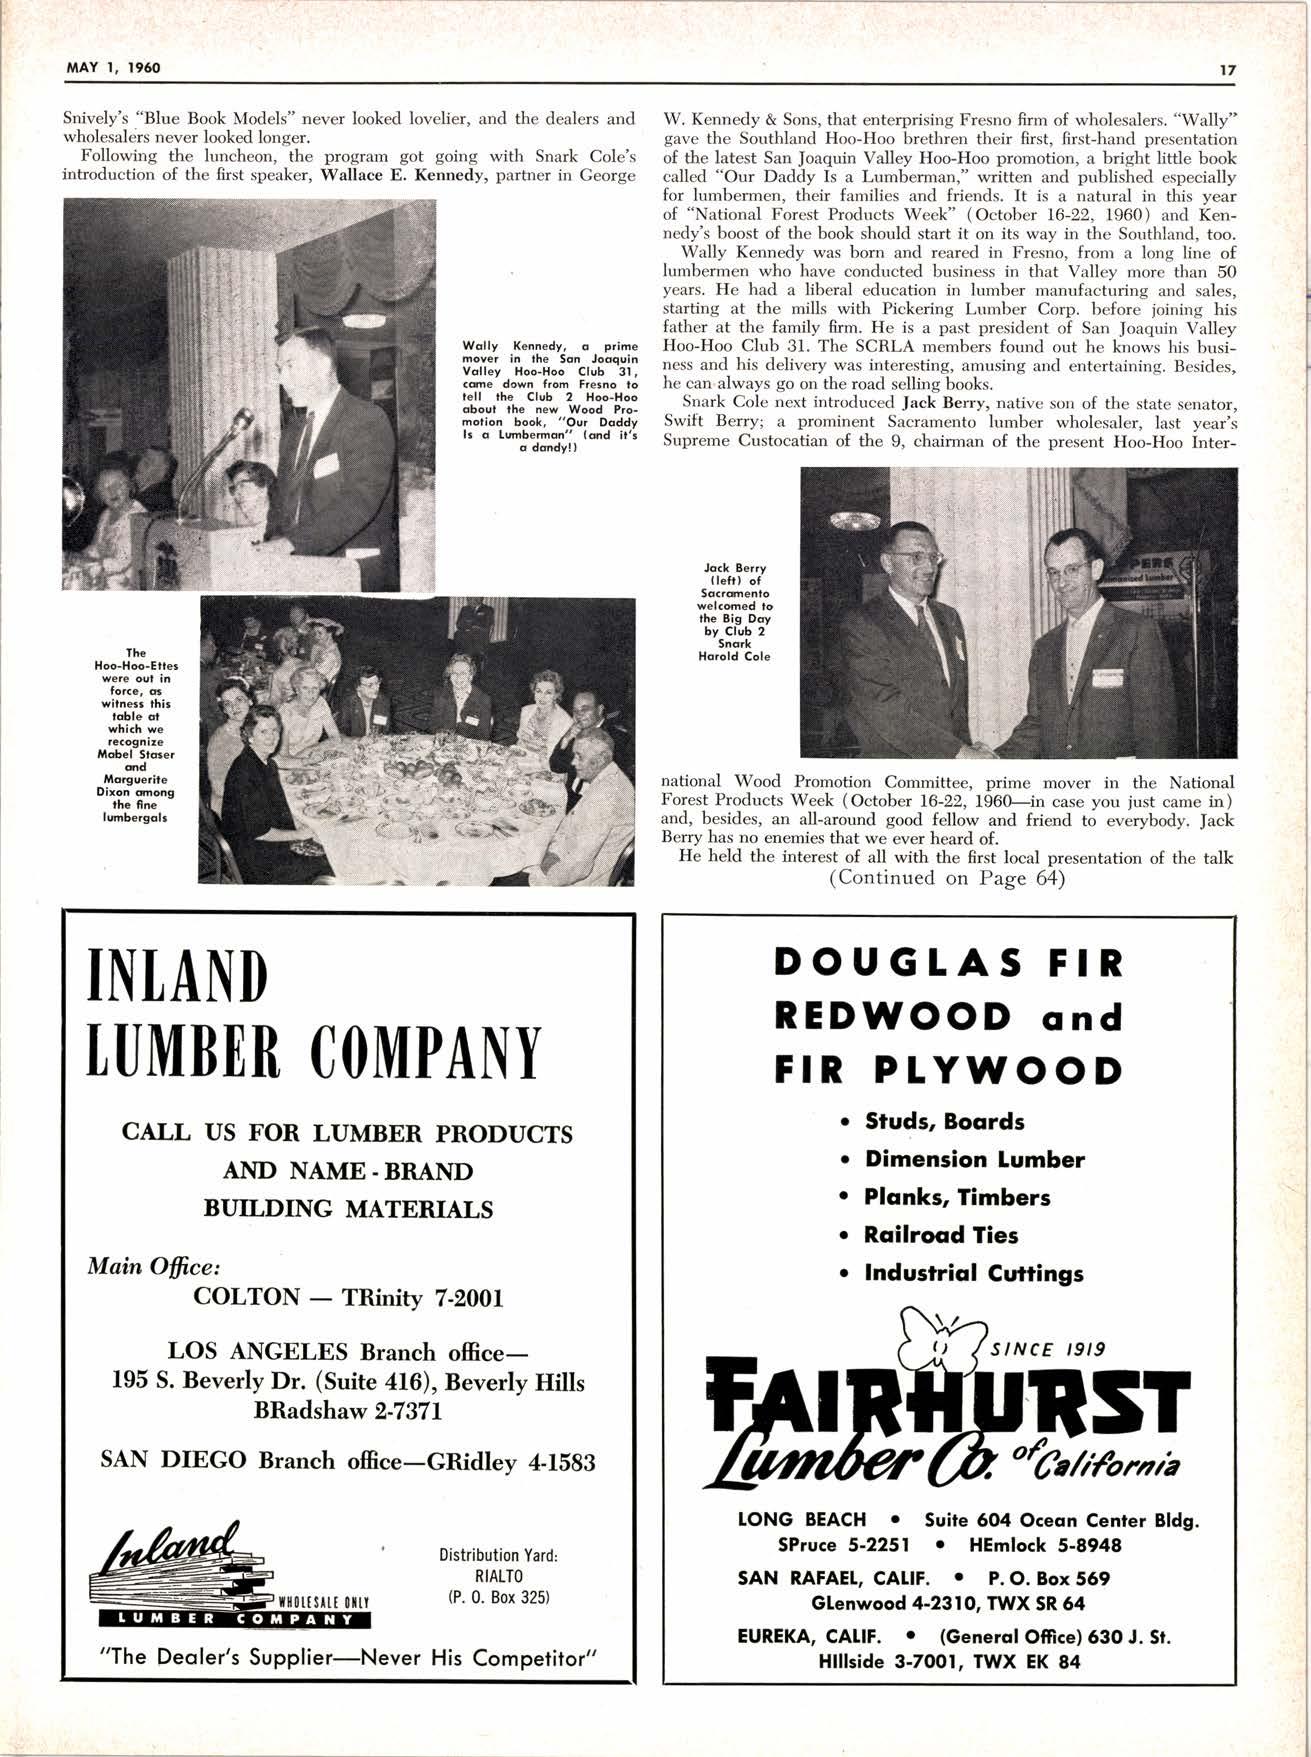 MAY 1, 1960
17
Snively's "Blue Book Models" never looked lovelier, and the dealers and
wholesalers never looked longer.
Following the luncheon, the program got going with Snark Cole's
introduction of the first speaker, Wallace E. Kennedy, partner in George
Wally Kennedy, a prime
mover in the San Joaquin
Valley Hoo-Hoo Club 31,
came down from Fresno to
tell the Club 2 Hoo-Hoo
about the new Wood Pro-
motion book, "Our Daddy
Is a Lumberman" (and it's
a dandy!)
The
Hoo-Hoo-Ettes
were out in
force, as
witness this
table at
which we
recognize
Mabel Staser
and
Marguerite
Dixon among
the fine
lumbergals
W. Kennedy & Sons, that enterprising Fresno firm of wholesalers. "Wally"
gave the Southland Hoo-Hoo brethren their first, first-hand presentation
of the latest San Joaquin Valley Hoo-Hoo promotion, a bright little book
called "Our Daddy Is a Lumberman," written and published especially
for lumbermen, their families and friends. It is a natural in this year
of "National Forest Products Week" (October 16-22, 1960) and Ken-
nedy's boost of the book should start it on its way in the Southland, too.
Wally Kennedy was born and reared in Fresno, from a long line of
lumbermen who have conducted business in that Valley more than 50
years. He had a liberal education in lumber manufacturing and sales,
starting at the mills with Pickering Lumber Corp. before joining his
father at the family firm. He is a past president of San Joaquin Valley
Hoo-Hoo Club 31. The SCRLA members found out he knows his busi-
ness and his delivery was interesting, amusing and entertaining. Besides,
he can always go on the road selling books.
Snark Cole next introduced Jack Berry, native son of the state senator,
Swift Berry; a prominent Sacramento lumber wholesaler, last year's
Supreme Custocatian of the 9, chairman of the present Hoo-Hoo Inter-
Jack Berry
(left) of
Sacramento
welcomed to
the Big Day
by Club 2
Snark
Harold Cole
PERS
Lumber
national Wood Promotion Committee, prime mover in the National
Forest Products Week (October 16-22, 1960—in case you just came in)
and, besides, an all-around good fellow and friend to everybody. Jack
Berry has no enemies that we ever heard of.
He held the interest of all with the first local presentation of the talk
(Continued on Page 64)
INLAND
LUMBER COMPANY
CALL US FOR LUMBER PRODUCTS
AND NAME-BRAND
BUILDING MATERIALS
Main Office:
COLTON — TRinity 7-2001
LOS ANGELES Branch office—
195 S. Beverly Dr. (Suite 416), Beverly Hills
BRadshaw 2-7371
SAN DIEGO Branch office—GRidley 4-1583
Inland
WHOLESALE ONLY
LUMBER COMPANY
Distribution Yard:
RIALTO
(P. O. Box 325)
"The Dealer's Supplier—Never His Competitor"
DOUGLAS FIR
REDWOOD and
FIR PLYWOOD
• Studs, Boards
• Dimension Lumber
• Planks, Timbers
• Railroad Ties
• Industrial Cuttings
SINCE 1919
FAIRHURST
Lumber Co. of California
LONG BEACH • Suite 604 Ocean Center Bldg.
SPruce 5-2251 • HEmlock 5-8948
SAN RAFAEL, CALIF. • P. O. Box 569
GLenwood 4-2310, TWX SR 64
EUREKA, CALIF. • (General Office) 630 J. St.
HIllside 3-7001, TWX EK 84